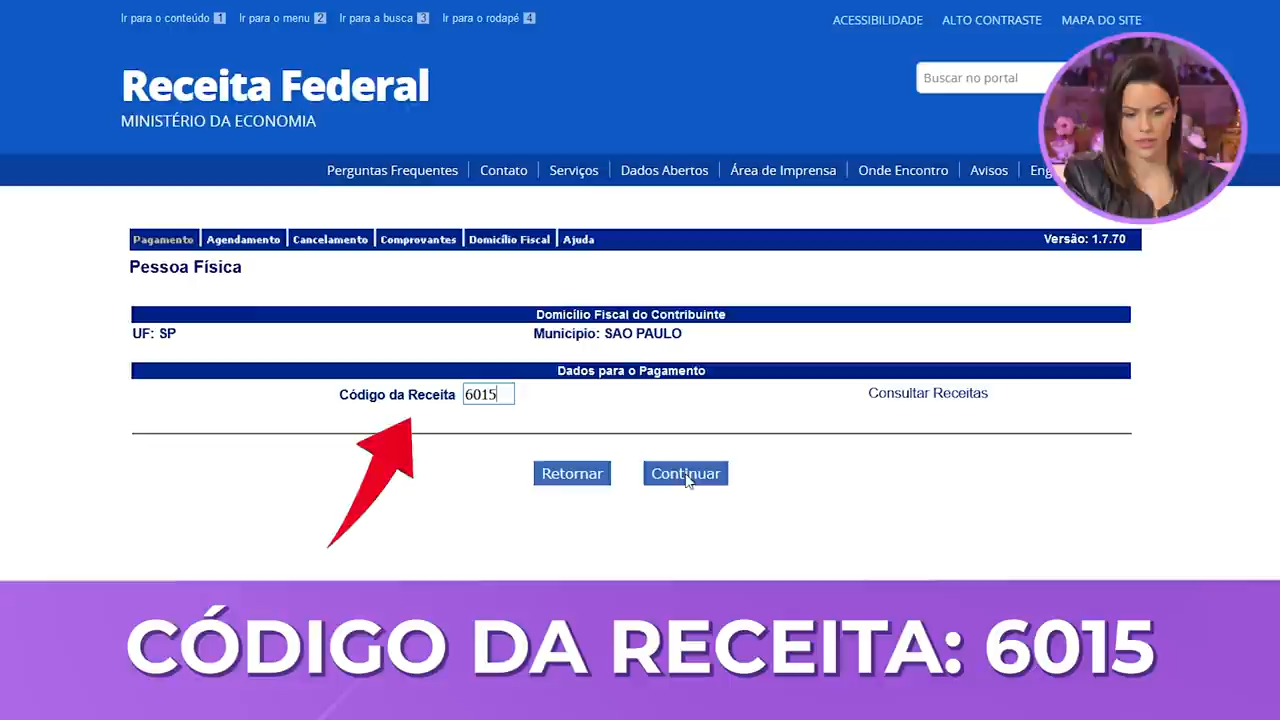 Ir para o conteúdo 1 Ir para o menu 2 Ir para a busca 3 Ir para o rodapé 4
ACESSIBILIDADE ALTO CONTRASTE MAPA DO SITE
Receita Federal
MINISTÉRIO DA ECONOMIA
Buscar no portal
Perguntas Frequentes Contato Serviços Dados Abertos Área de Imprensa Onde Encontro Avisos
Pagamento Agendamento Cancelamento Comprovantes Domicílio Fiscal Ajuda Versão: 1.7.70
Pessoa Física
Domicílio Fiscal do Contribuinte
UF: SP Município: SAO PAULO
Dados para o Pagamento
Código da Receita 6015 Consultar Receitas
Retornar Continuar
CÓDIGO DA RECEITA: 6015